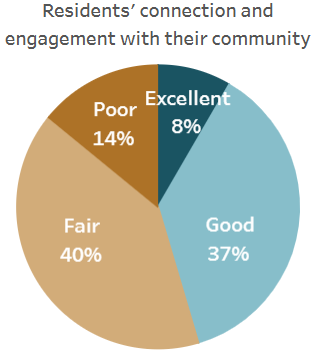 Residents’ connection and
engagement with their community
Excellent
8%
Good
37%
Fair
40%
Poor
14%